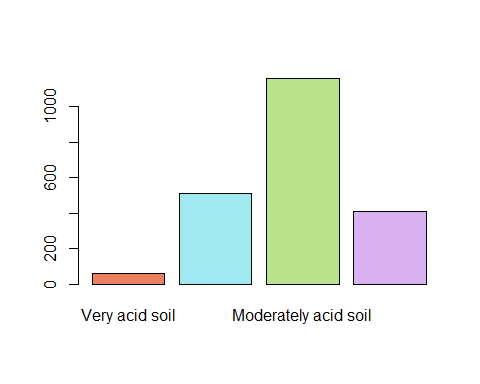 1000
600
200
0
Very acid soil
Moderately acid soil